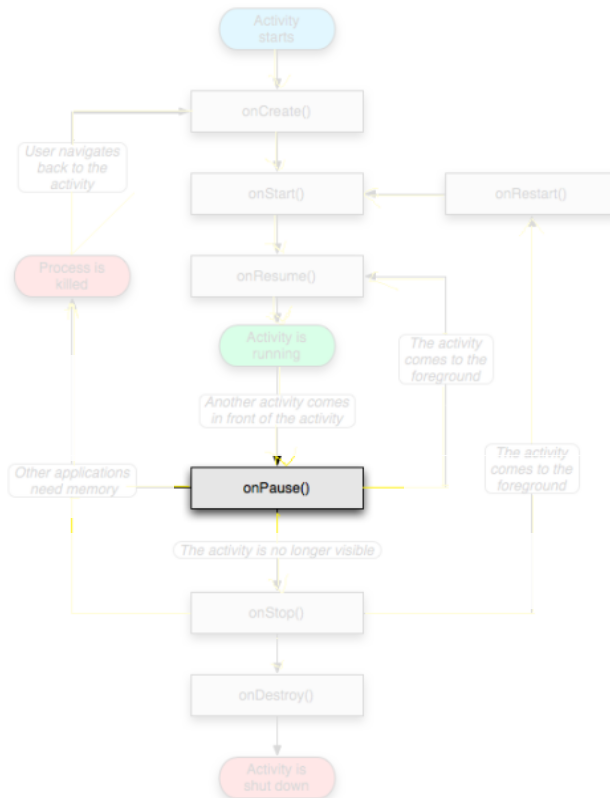 Activity
starts
onCreate()
User navigates
back to the
activity
onStart()
onRestart()
Process is
killed
onResume()
Activity is
running
The activity
comes to the
foreground
Another activity comes
in front of the activity
Other applications
need memory
onPause()
The activity
comes to the
foreground
The activity is no longer visible
onStop()
onDestroy()
Activity is
shut down